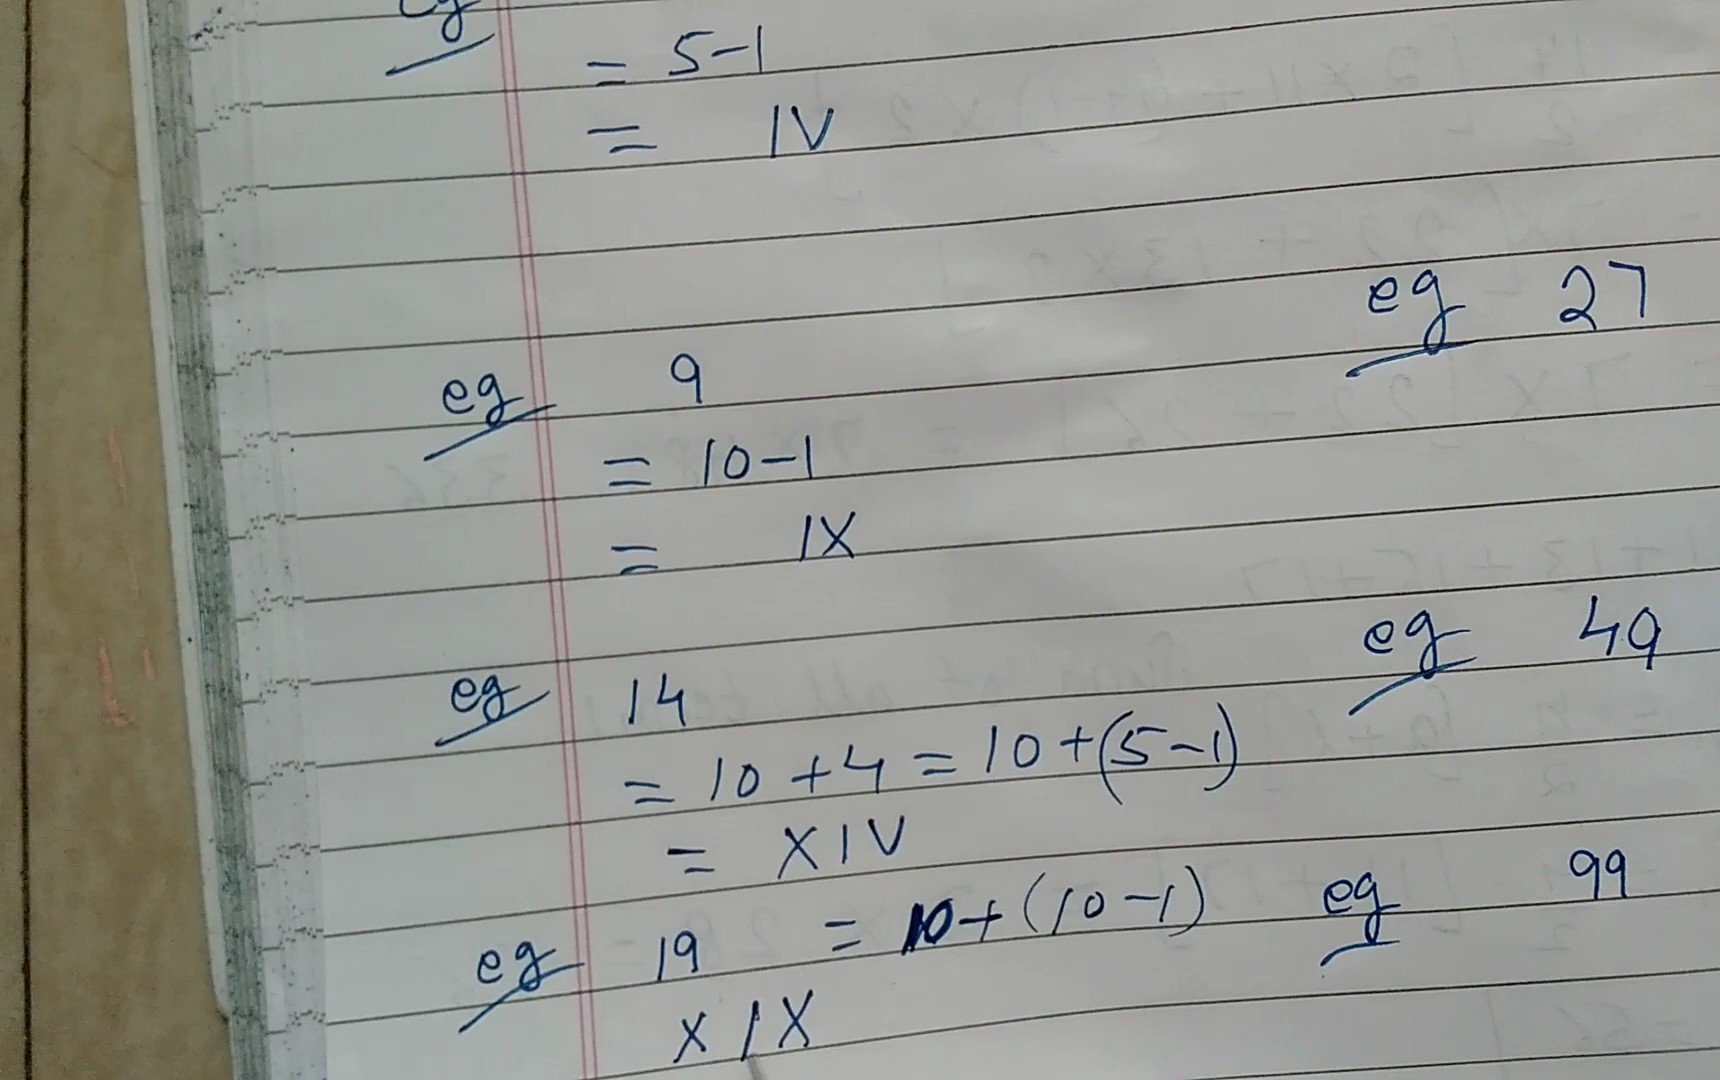 eg
= 5-1
= IV
eg 27
eg 9
= 10-1
= IX
eg 49
eg 14
= 10+4 = 10+(5-1)
= XIV
eg 99
eg 19 = 10+(10-1)
XIX